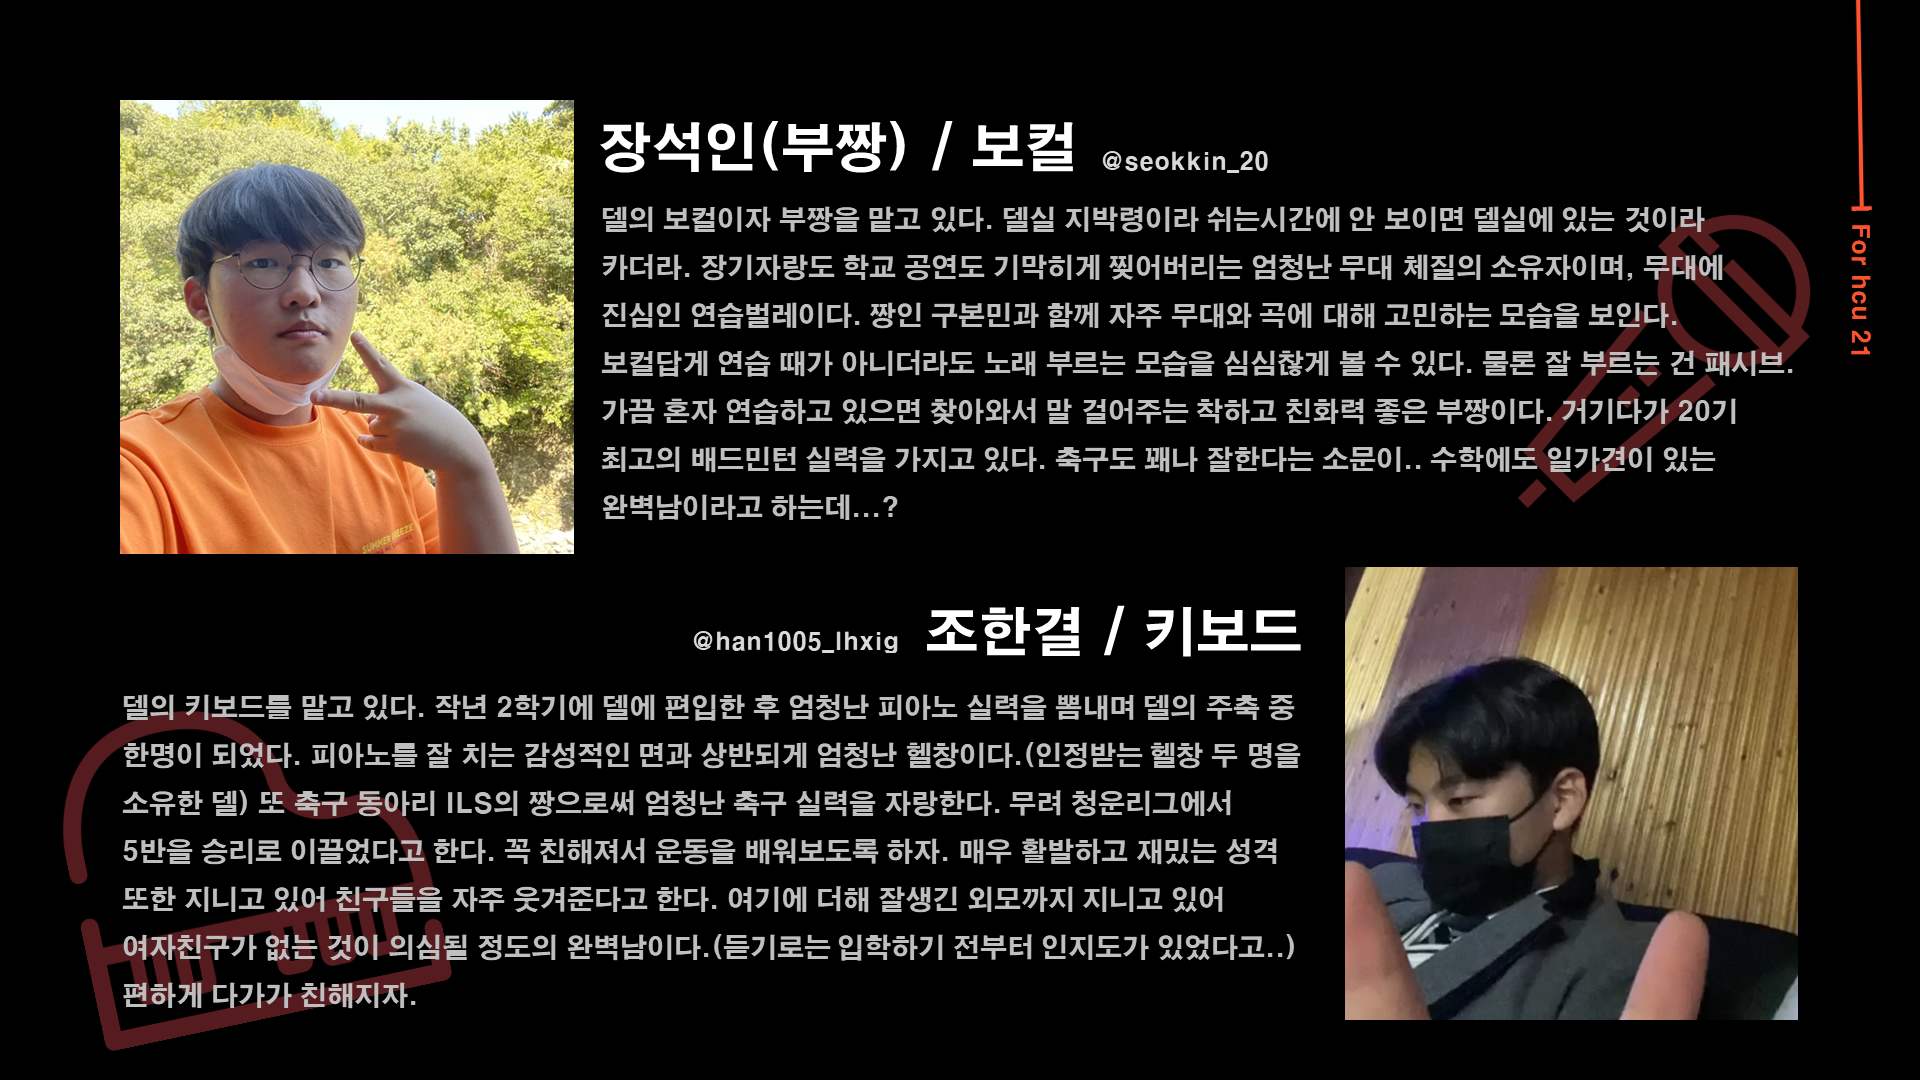 장석인(부짱) / 보컬 @seokkin_20
델의 보컬이자 부짱을 맡고 있다. 델실 지박령이라 쉬는시간에 안 보이면 델실에 있는 것이라
카더라. 장기자랑도 학교 공연도 기막히게 찢어버리는 엄청난 무대 체질의 소유자이며, 무대에
진심인 연습벌레이다. 짱인 구본민과 함께 자주 무대와 곡에 대해 고민하는 모습을 보인다.
보컬답게 연습 때가 아니더라도 노래 부르는 모습을 심심찮게 볼 수 있다. 물론 잘 부르는 건 패시브.
가끔 혼자 연습하고 있으면 찾아와서 말 걸어주는 착하고 친화력 좋은 부짱이다. 거기다가 20기
최고의 배드민턴 실력을 가지고 있다. 축구도 꽤나 잘한다는 소문이.. 수학에도 일가견이 있는
완벽남이라고 하는데...?
For hcu 21
@han1005_lhxig 조한결 / 키보드
델의 키보드를 맡고 있다. 작년 2학기에 델에 편입한 후 엄청난 피아노 실력을 뽐내며 델의 주축 중
한명이 되었다. 피아노를 잘 치는 감성적인 면과 상반되게 엄청난 헬창이다.(인정받는 헬창 두 명을
소유한 델) 또 축구 동아리 ILS의 짱으로써 엄청난 축구 실력을 자랑한다. 무려 청운리그에서
5반을 승리로 이끌었다고 한다. 꼭 친해져서 운동을 배워보도록 하자. 매우 활발하고 재밌는 성격
또한 지니고 있어 친구들을 자주 웃겨준다고 한다. 여기에 더해 잘생긴 외모까지 지니고 있어
여자친구가 없는 것이 의심될 정도의 완벽남이다.(듣기로는 입학하기 전부터 인지도가 있었다고..)
편하게 다가가 친해지자.
SUMMER BEEZE